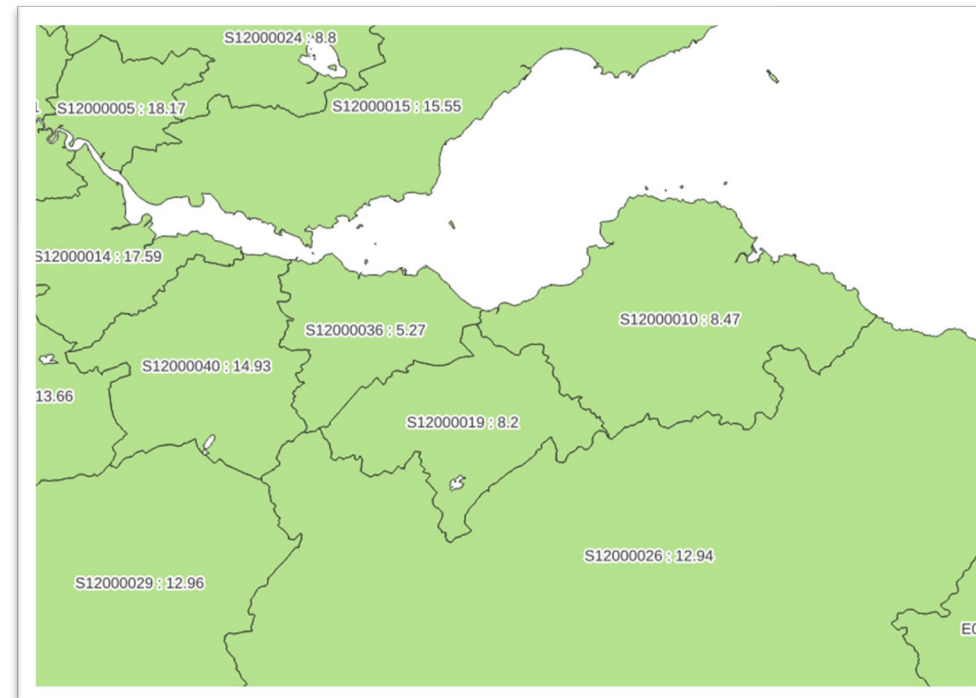 S12000024 : 8.8
S12000005 : 18.17
S12000015 : 15.55
S12000014 : 17.59
S12000036 : 5.27
S12000010 : 8.47
S12000040 : 14.93
13.66
S12000019 : 8.2
S12000026 : 12.94
S12000029 : 12.96